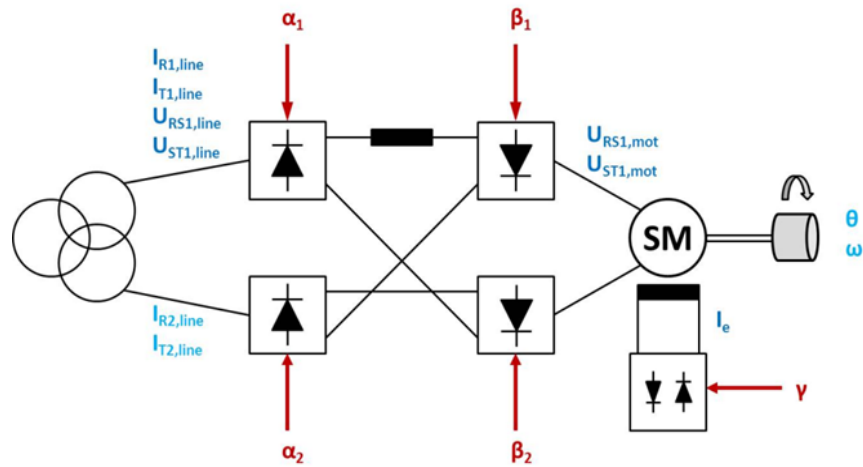 α1
β1
IR1,line
IT1,line
URS1,line
UST1,line
URS1,mot
UST1,mot
SM
θ
ω
IR2,line
IT2,line
Ie
γ
α2
β2